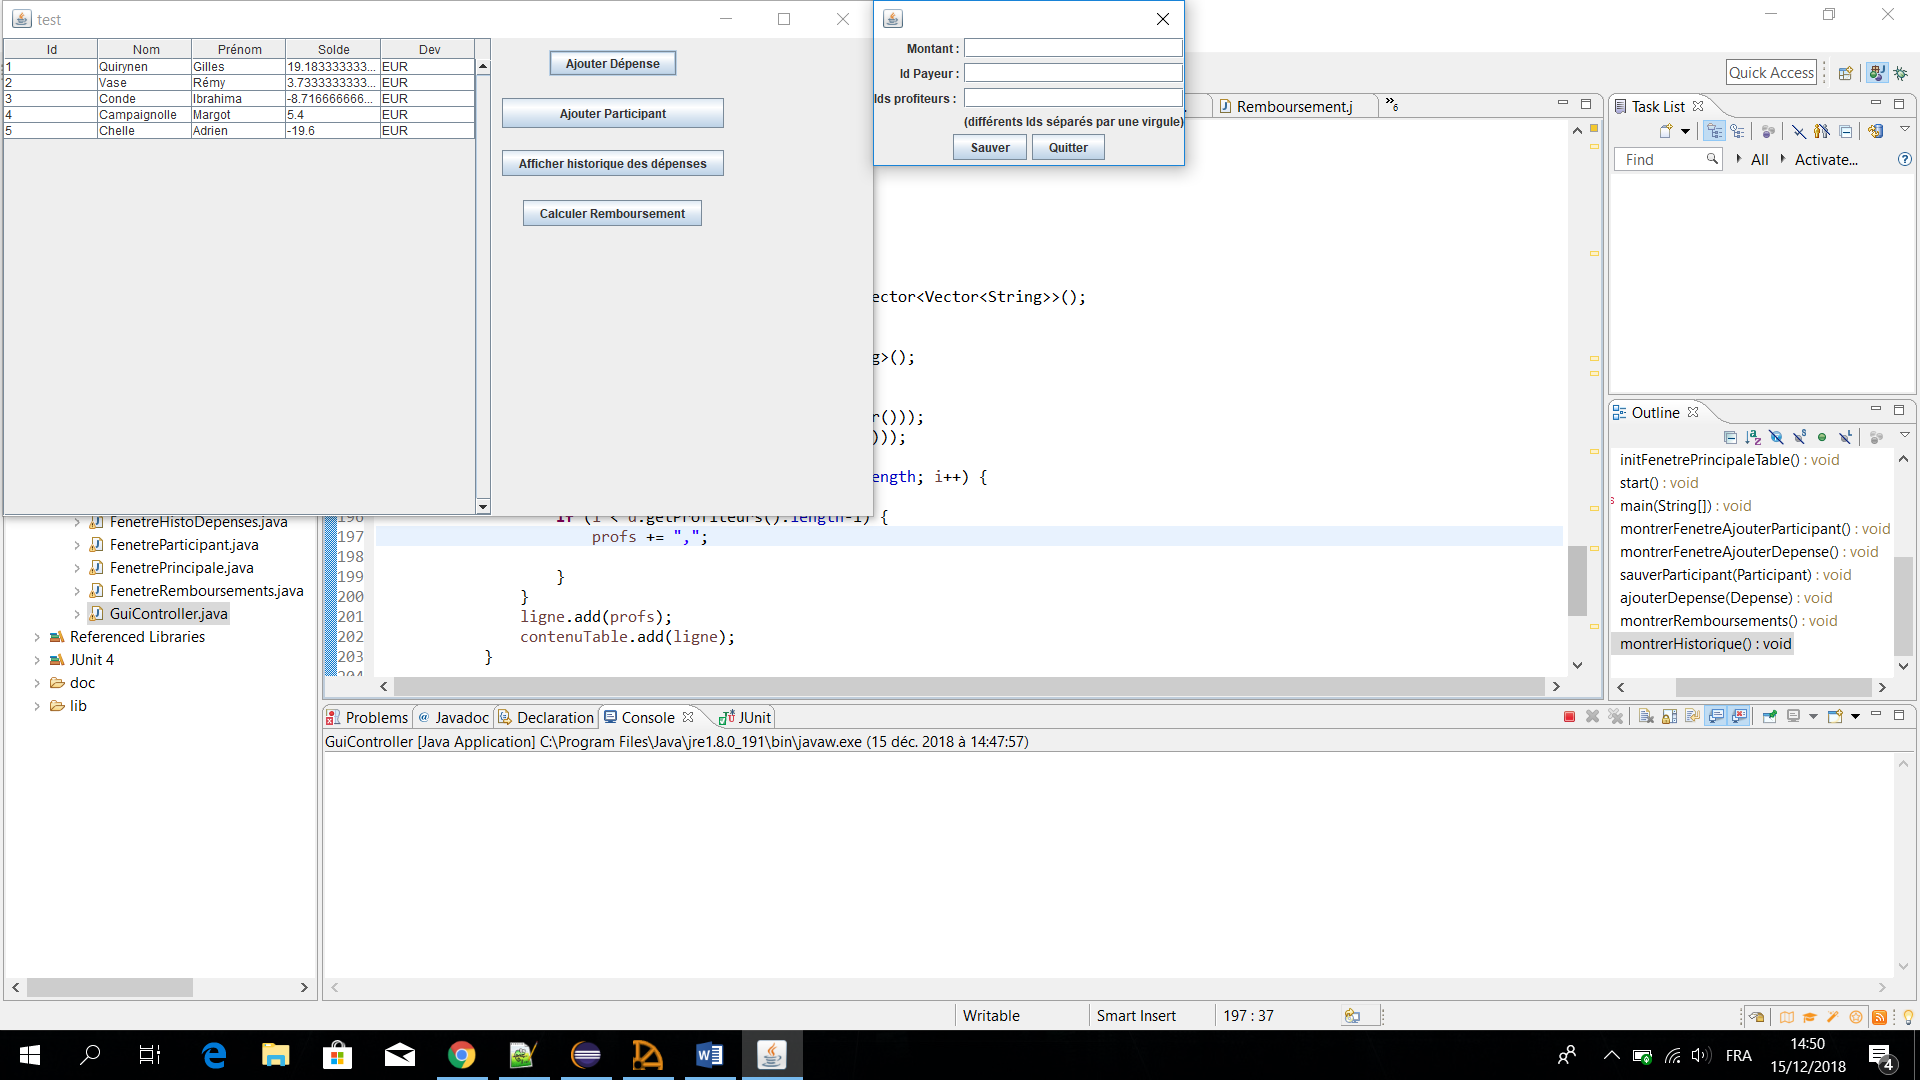 test
Id Nom Prénom Solde Dev
1 Quirynen Gilles 19.183333333... EUR
2 Vase Rémy 3.7333333333... EUR
3 Conde Ibrahima -8.716666666... EUR
4 Campaignolle Margot 5.4 EUR
5 Chelle Adrien -19.6 EUR
Ajouter Dépense
Ajouter Participant
Afficher historique des dépenses
Calculer Remboursement
Montant :
Id Payeur :
Ids profiteurs :
(différents Ids séparés par une virgule)
Sauver Quitter
Quick Access
Remboursement.j
»6
Task List
Find
All
Activate...
ector<Vector<String>>();
g>();
r()));
)));
ength; i++) {
196 if (i < d.getProfiteurs().length-1) {
197 profs += ",";
198
199 }
200 }
201 ligne.add(profs);
202 contenuTable.add(ligne);
203 }
204
FenetreHistoDepenses.java
FenetreParticipant.java
FenetrePrincipale.java
FenetreRemboursements.java
GuiController.java
Referenced Libraries
JUnit 4
doc
lib
Outline
initFenetrePrincipaleTable() : void
start() : void
main(String[]) : void
montrerFenetreAjouterParticipant() : void
montrerFenetreAjouterDepense() : void
sauverParticipant(Participant) : void
ajouterDepense(Depense) : void
montrerRemboursements() : void
montrerHistorique() : void
Problems @ Javadoc Declaration Console JUnit
GuiController [Java Application] C:\Program Files\Java\jre1.8.0_191\bin\javaw.exe (15 déc. 2018 à 14:47:57)
Writable Smart Insert 197 : 37
FRA
14:50
15/12/2018
4